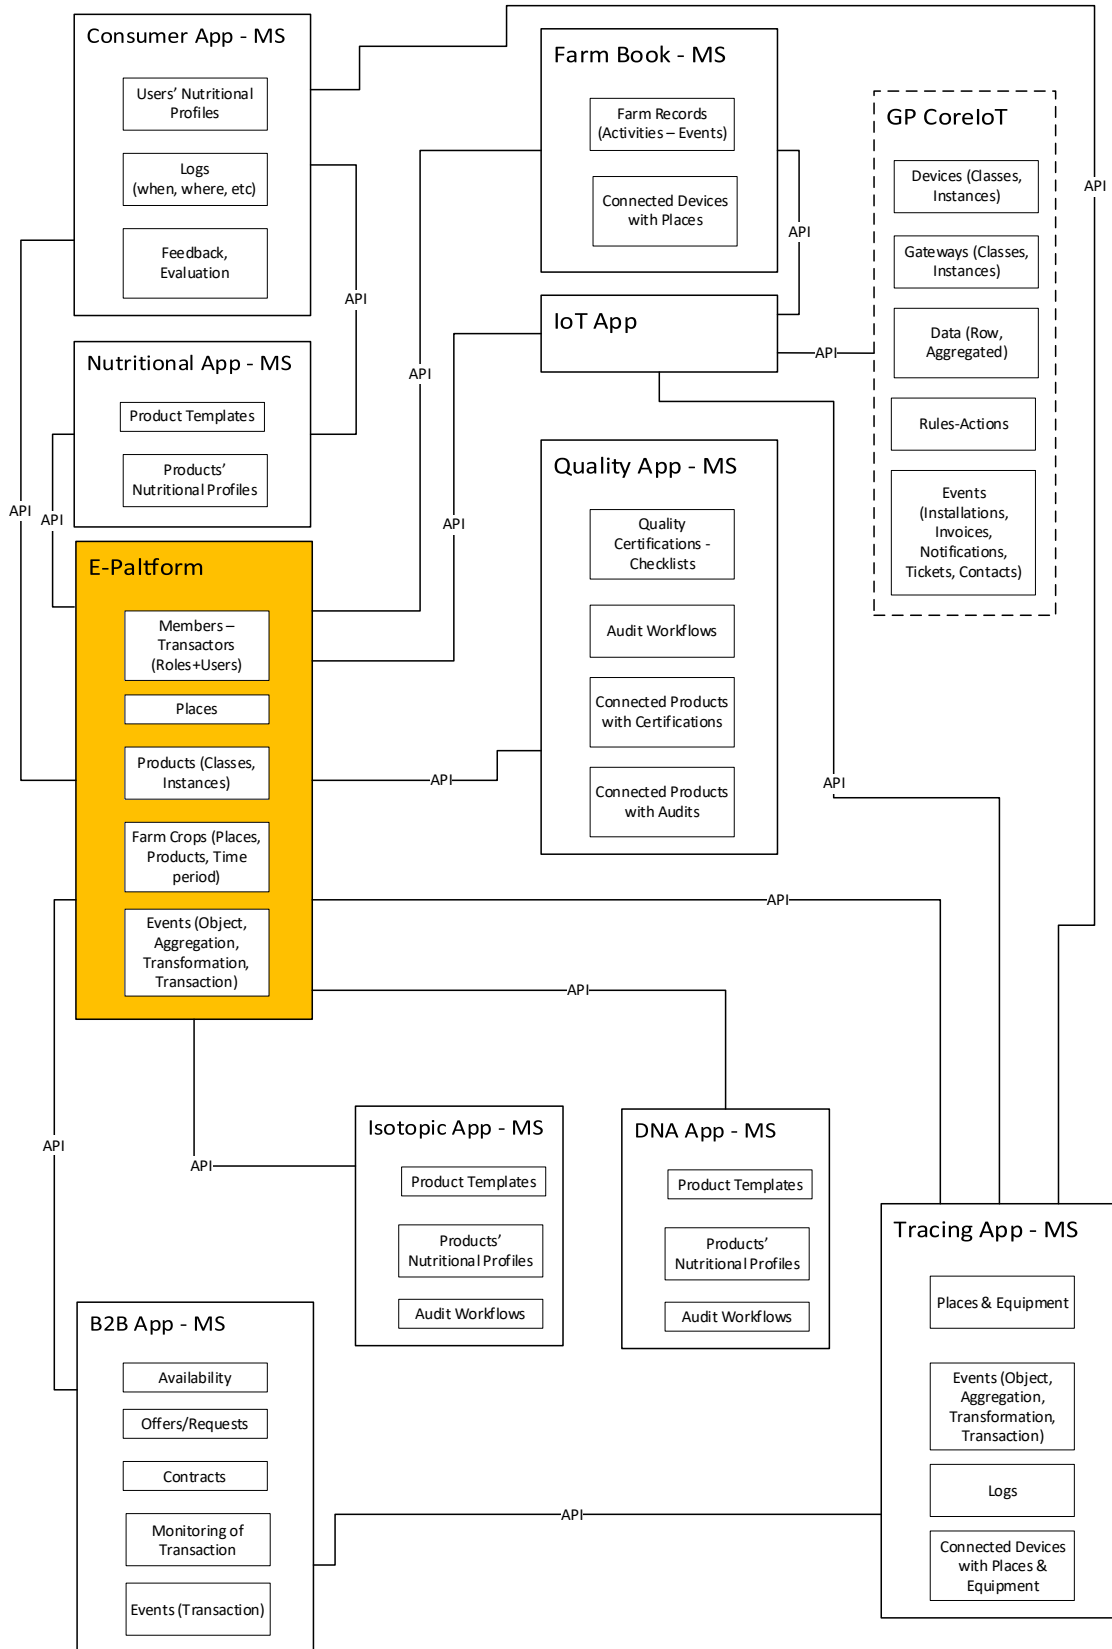 Consumer App - MS
Users’ Nutritional
Profiles
Logs
(when, where, etc)
Feedback,
Evaluation
Farm Book - MS
Farm Records
(Activities – Events)
Connected Devices
with Places
GP CoreIoT
Devices (Classes,
Instances)
Gateways (Classes,
Instances)
Data (Row,
Aggregated)
Rules-Actions
Events
(Installations,
Invoices,
Notifications,
Tickets, Contacts)
API
API
API
IoT App
API
API
Nutritional App - MS
Product Templates
Products’
Nutritional Profiles
API
API
API
Quality App - MS
Quality
Certifications -
Checklists
Audit Workflows
Connected Products
with Certifications
Connected Products
with Audits
E-Paltform
Members –
Transactors
(Roles+Users)
Places
Products (Classes,
Instances)
Farm Crops (Places,
Products, Time
period)
Events (Object,
Aggregation,
Transformation,
Transaction)
API
API
API
API
API
API
Isotopic App - MS
Product Templates
Products’
Nutritional Profiles
Audit Workflows
DNA App - MS
Product Templates
Products’
Nutritional Profiles
Audit Workflows
Tracing App - MS
Places & Equipment
Events (Object,
Aggregation,
Transformation,
Transaction)
Logs
Connected Devices
with Places &
Equipment
B2B App - MS
Availability
Offers/Requests
Contracts
Monitoring of
Transaction
Events (Transaction)
API